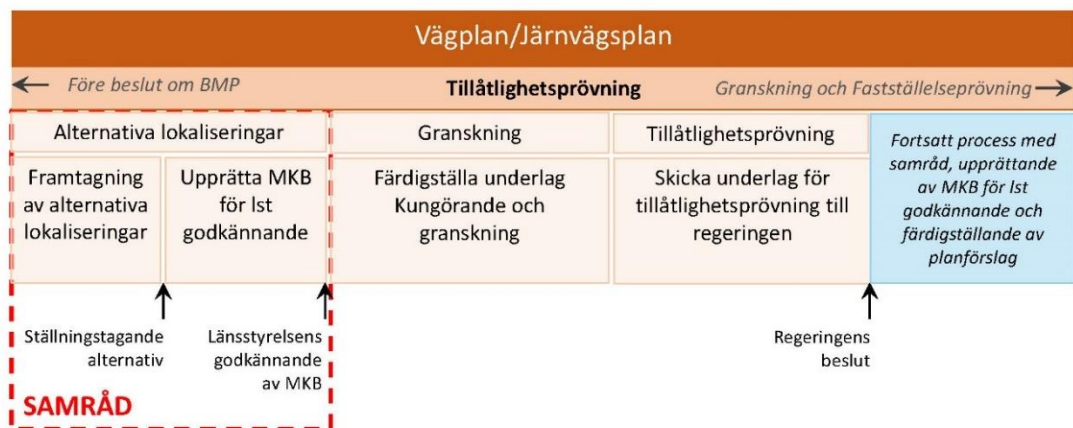 Vägplan/Järnvägsplan
Före beslut om BMP
Tillåtlighetsprövning
Granskning och Fastställelseprövning
Alternativa lokaliseringar
Granskning
Tillåtlighetsprövning
Framtagning
av alternativa
lokaliseringar
Upprätta MKB
för lst
godkännande
Färdigställa underlag
Kungörande och
granskning
Skicka underlag för
tillåtlighetsprövning till
regeringen
Fortsatt process med
samråd, upprättande
av MKB för lst
godkännande och
färdigställande av
planförslag
Ställningstagande
alternativ
Länsstyrelsens
godkännande
av MKB
Regeringens
beslut
SAMRÅD